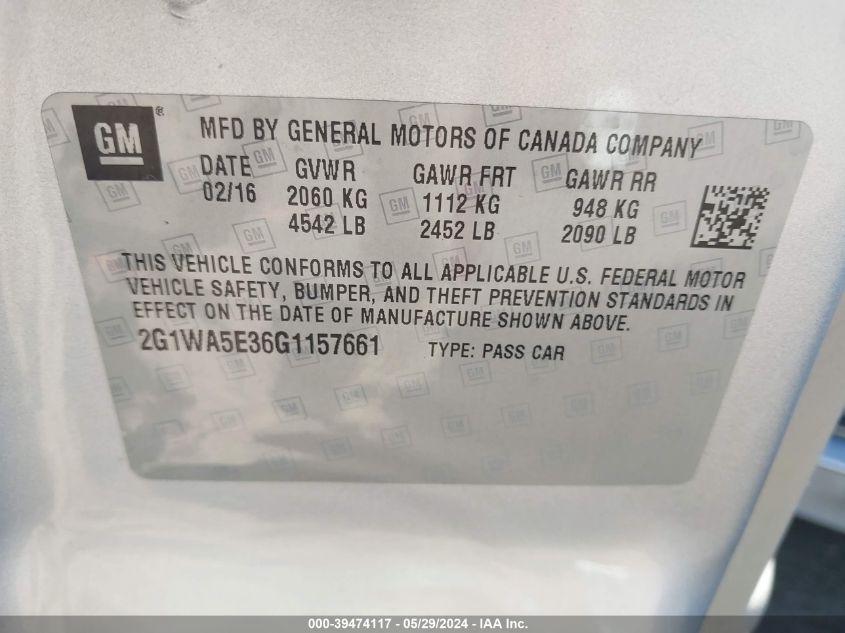 GM ®
MFD BY GENERAL MOTORS OF CANADA COMPANY
DATE GVWR GAWR FRT GAWR RR
02/16 2060 KG 1112 KG 948 KG
4542 LB 2452 LB 2090 LB
THIS VEHICLE CONFORMS TO ALL APPLICABLE U.S. FEDERAL MOTOR
VEHICLE SAFETY, BUMPER, AND THEFT PREVENTION STANDARDS IN
EFFECT ON THE DATE OF MANUFACTURE SHOWN ABOVE.
2G1WA5E36G1157661 TYPE: PASS CAR
000-39474117 - 05/29/2024 - IAA Inc.